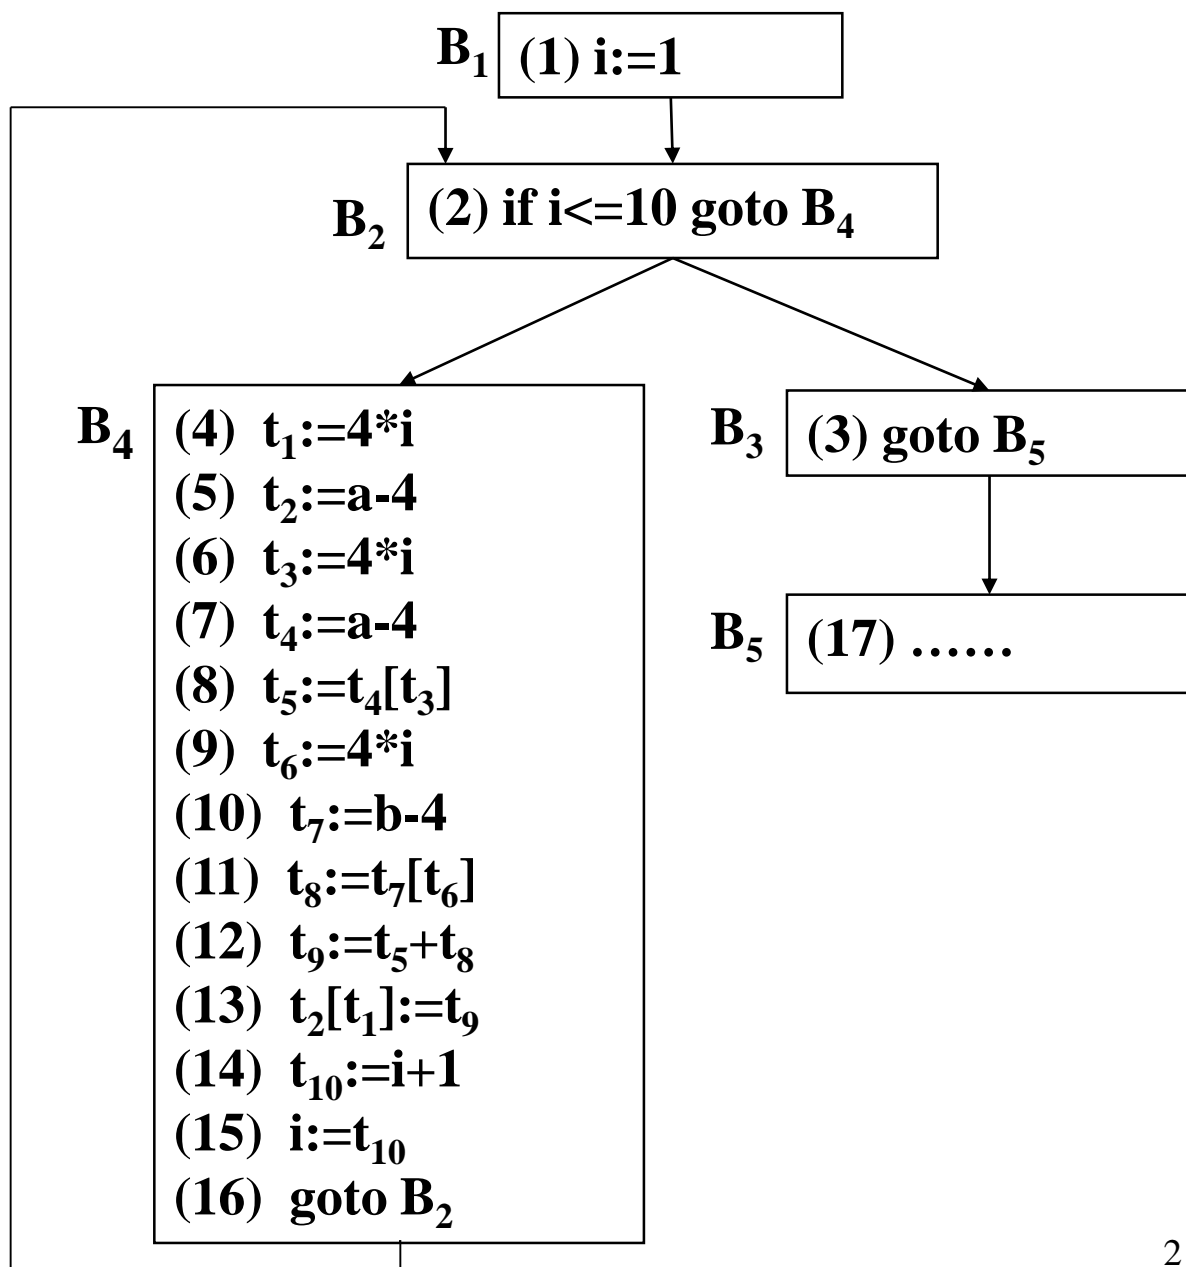 B₁ (1) i:=1
B₂ (2) if i<=10 goto B₄
B₄ (4) t₁:=4*i
(5) t₂:=a-4
(6) t₃:=4*i
(7) t₄:=a-4
(8) t₅:=t₄[t₃]
(9) t₆:=4*i
(10) t₇:=b-4
(11) t₈:=t₇[t₆]
(12) t₉:=t₅+t₈
(13) t₂[t₁]:=t₉
(14) t₁₀:=i+1
(15) i:=t₁₀
(16) goto B₂
B₃ (3) goto B₅
B₅ (17) ……
2